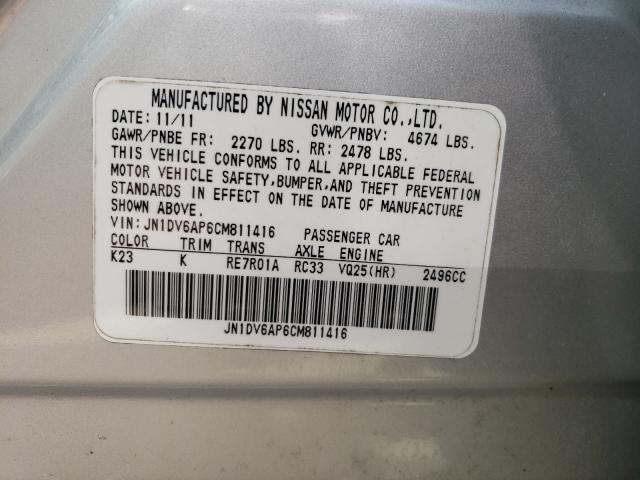 MANUFACTURED BY NISSAN MOTOR CO.,LTD.
DATE: 11/11 GVWR/PNBV: 4674 LBS.
GAWR/PNBE FR: 2270 LBS. RR: 2478 LBS.
THIS VEHICLE CONFORMS TO ALL APPLICABLE FEDERAL
MOTOR VEHICLE SAFETY,BUMPER,AND THEFT PREVENTION
STANDARDS IN EFFECT ON THE DATE OF MANUFACTURE
SHOWN ABOVE.
VIN:JN1DV6AP6CM811416 PASSENGER CAR
COLOR TRIM TRANS AXLE ENGINE
K23 K RE7R01A RC33 VQ25(HR) 2496CC
JN1DV6AP6CM811416